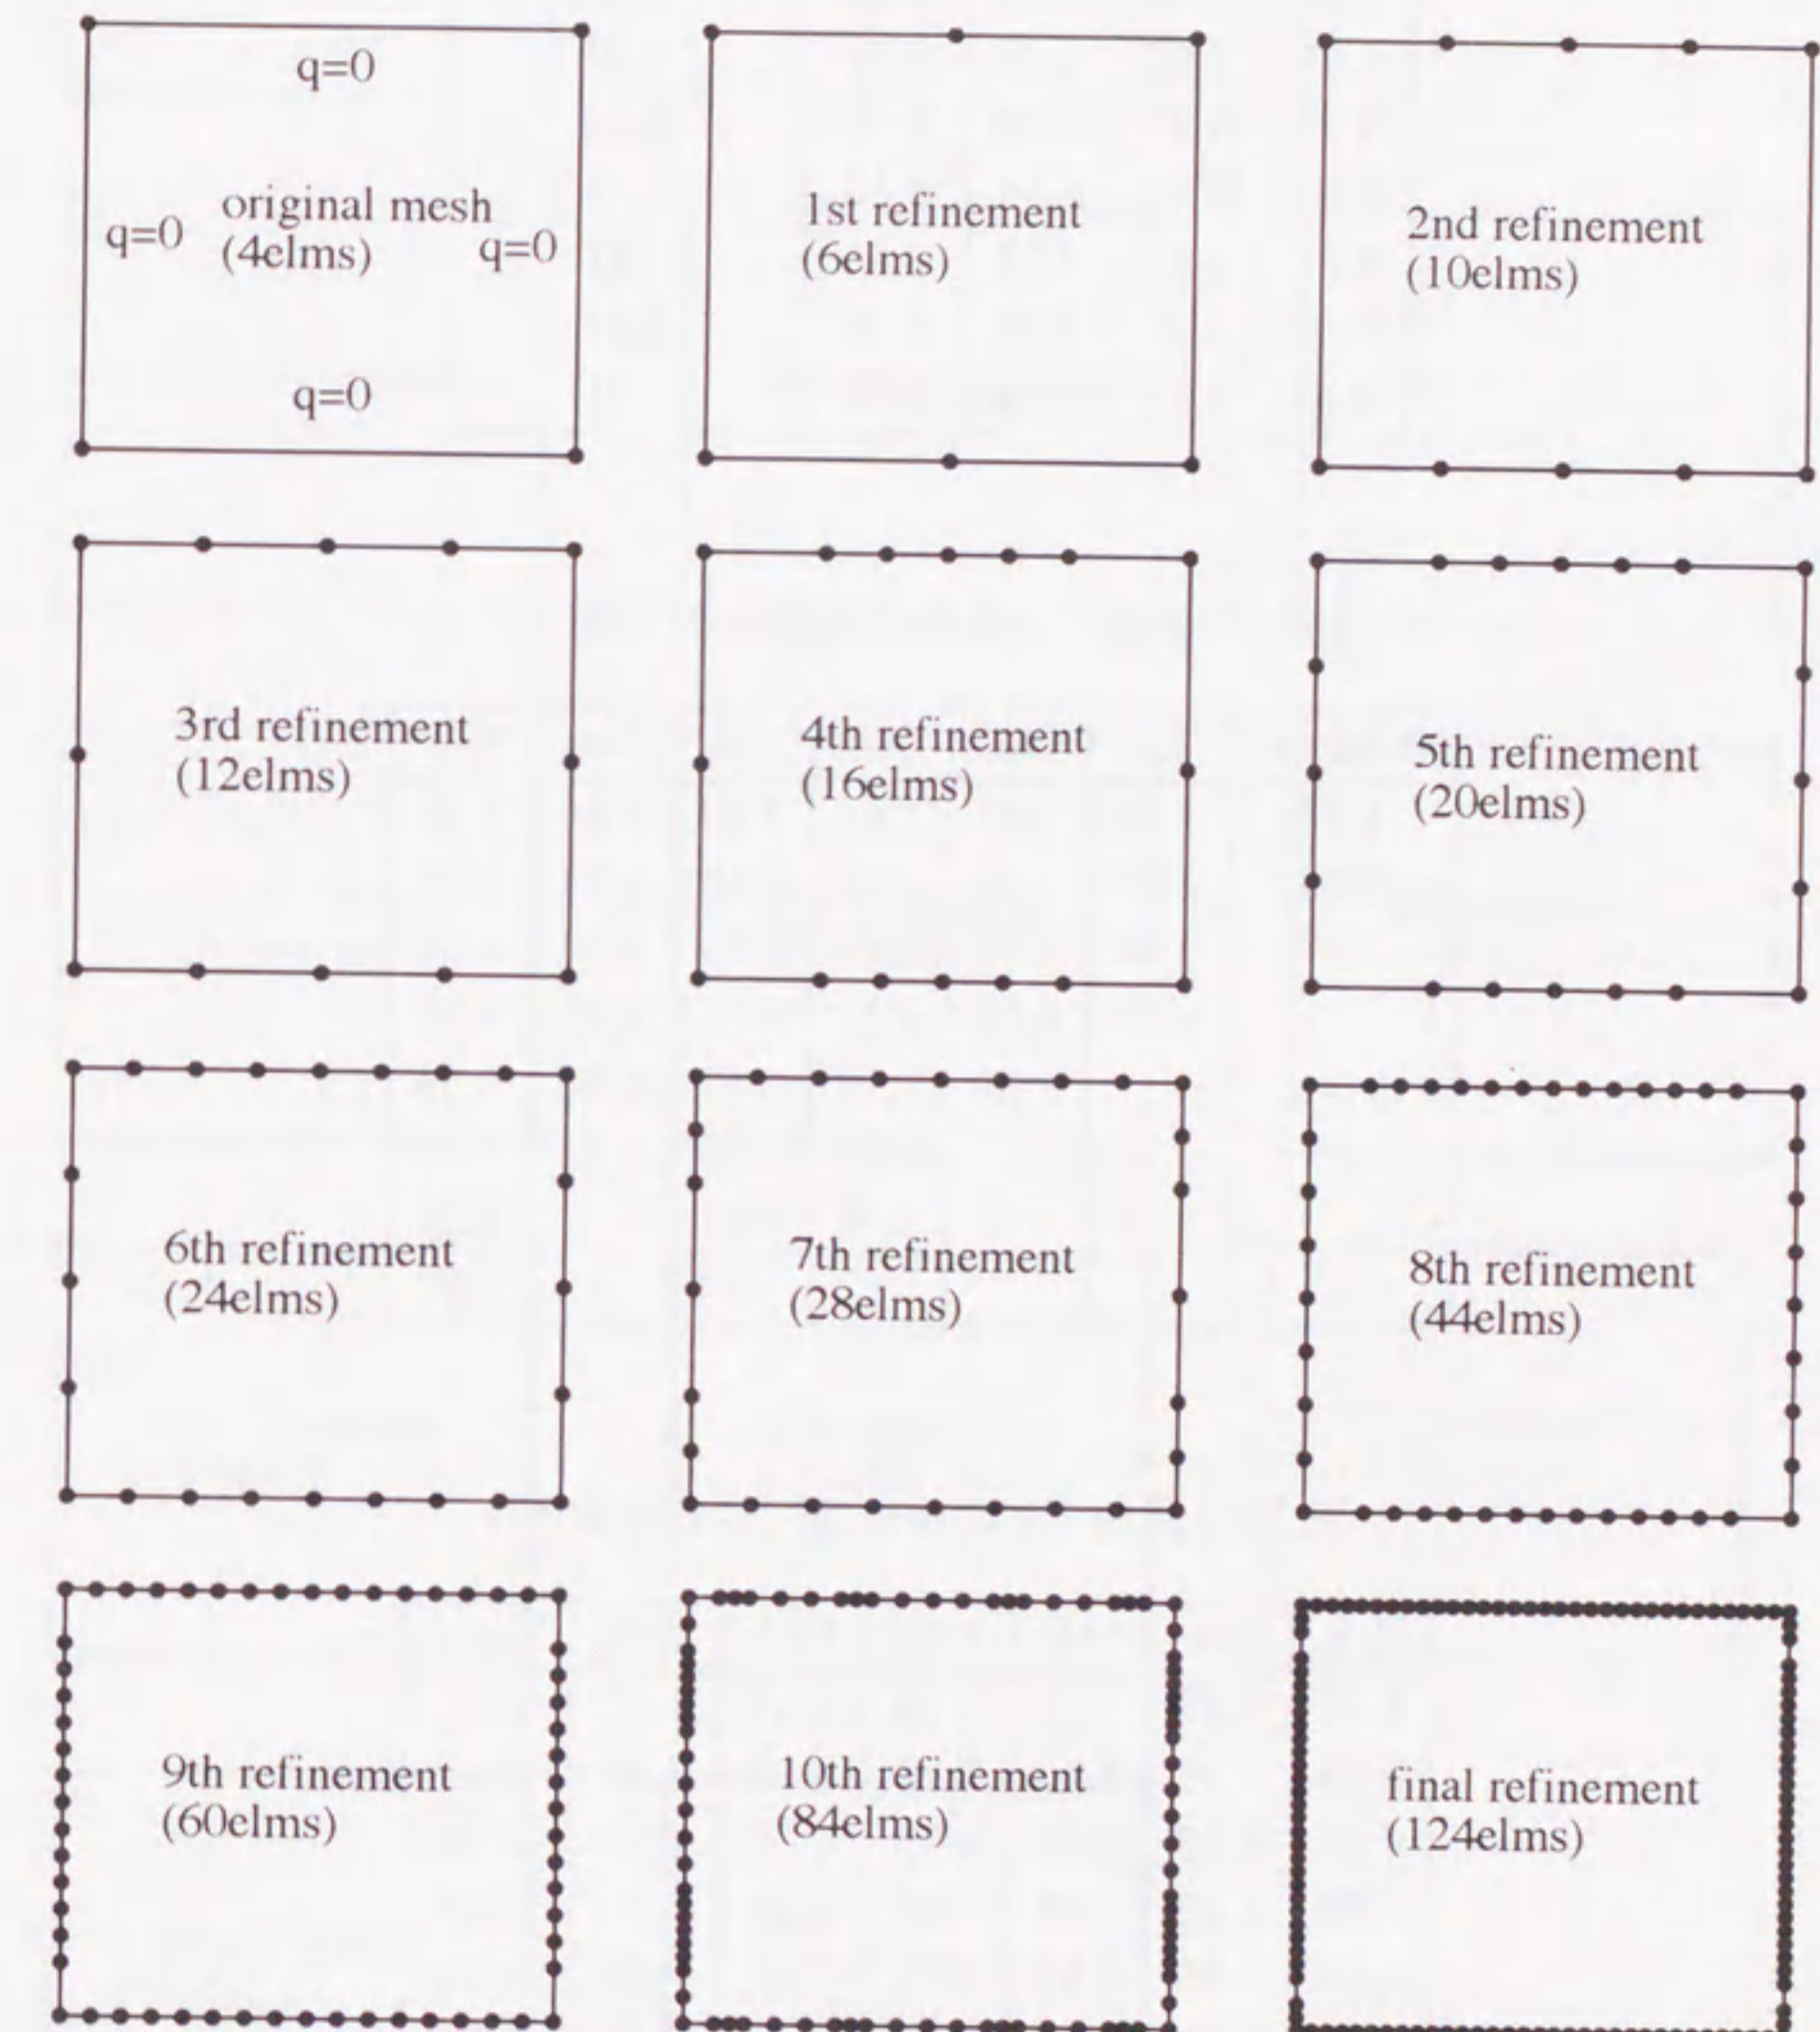 q=0
original mesh
q=0
(4elms)
q=0
q=0
1st refinement
(6elms)
2nd refinement
(10elms)
3rd refinement
(12elms)
4th refinement
(16elms)
5th refinement
(20elms)
6th refinement
(24elms)
7th refinement
(28elms)
8th refinement
(44elms)
9th refinement
(60elms)
10th refinement
(84elms)
final refinement
(124elms)